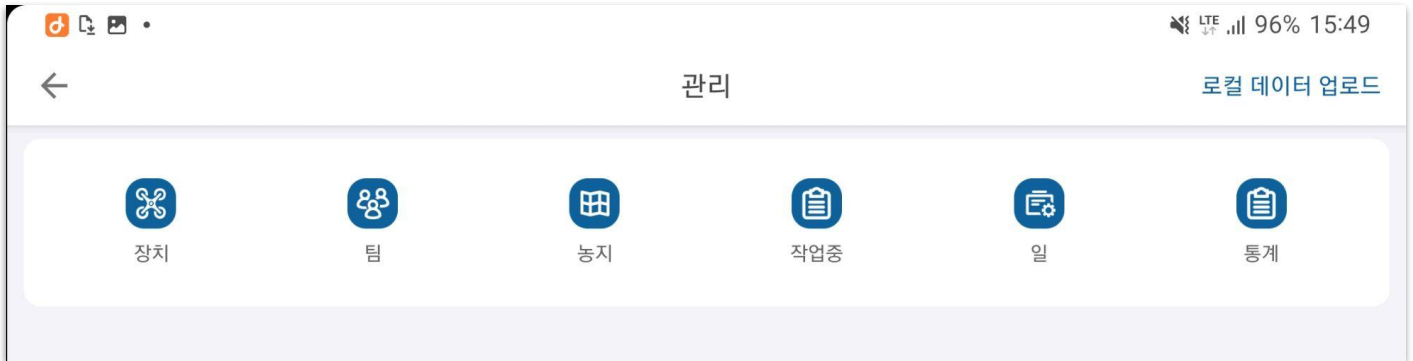 LTE 96% 15:49
관리
로컬 데이터 업로드
장치
팀
농지
작업중
일
통계